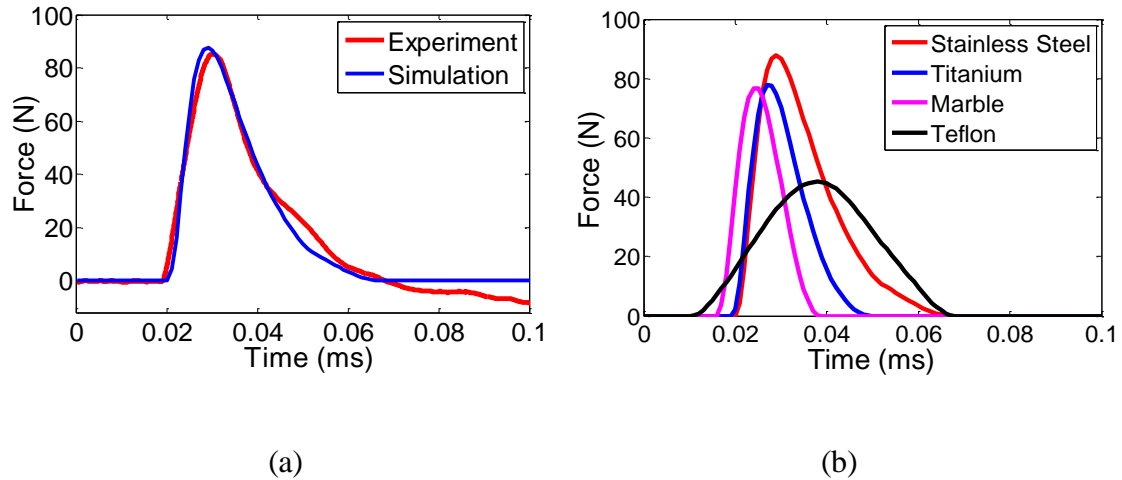 100
80
60
40
20
0
Force (N)
0
0.02
0.04
0.06
0.08
0.1
Time (ms)
Experiment
Simulation
(a)
100
80
60
40
20
0
Force (N)
0
0.02
0.04
0.06
0.08
0.1
Time (ms)
Stainless Steel
Titanium
Marble
Teflon
(b)